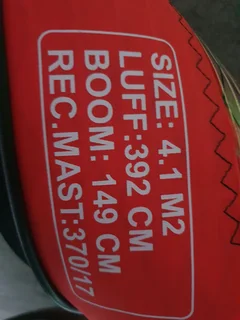 SIZE: 4.1 M2
LUFF:392 CM
BOOM: 149 CM
REC.MAST:370/17